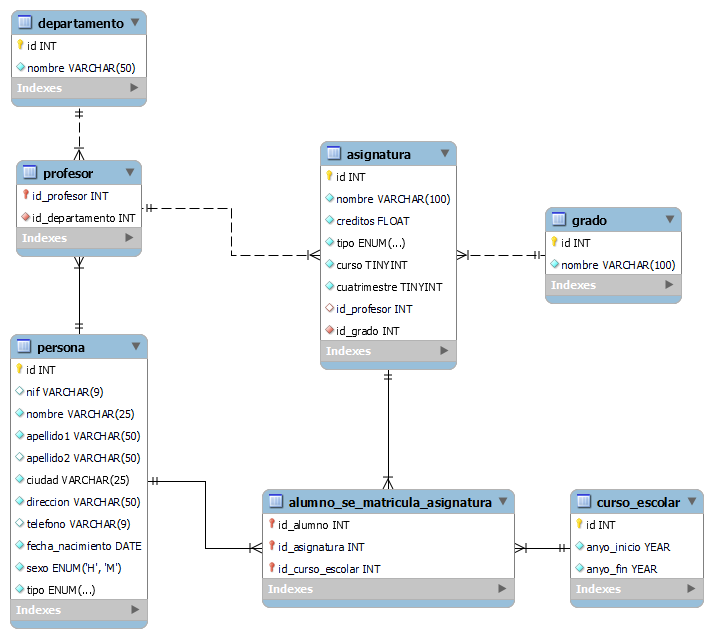 departamento
id INT
nombre VARCHAR(50)
Indexes
profesor
id_profesor INT
id_departamento INT
Indexes
asignatura
id INT
nombre VARCHAR(100)
creditos FLOAT
tipo ENUM(...)
curso TINYINT
cuatrimestre TINYINT
id_profesor INT
id_grado INT
Indexes
grado
id INT
nombre VARCHAR(100)
Indexes
persona
id INT
nif VARCHAR(9)
nombre VARCHAR(25)
apellido1 VARCHAR(50)
apellido2 VARCHAR(50)
ciudad VARCHAR(25)
direccion VARCHAR(50)
telefono VARCHAR(9)
fecha_nacimiento DATE
sexo ENUM('H', 'M')
tipo ENUM(...)
Indexes
alumno_se_matricula_asignatura
id_alumno INT
id_asignatura INT
id_curso_escolar INT
Indexes
curso_escolar
id INT
anyo_inicio YEAR
anyo_fin YEAR
Indexes